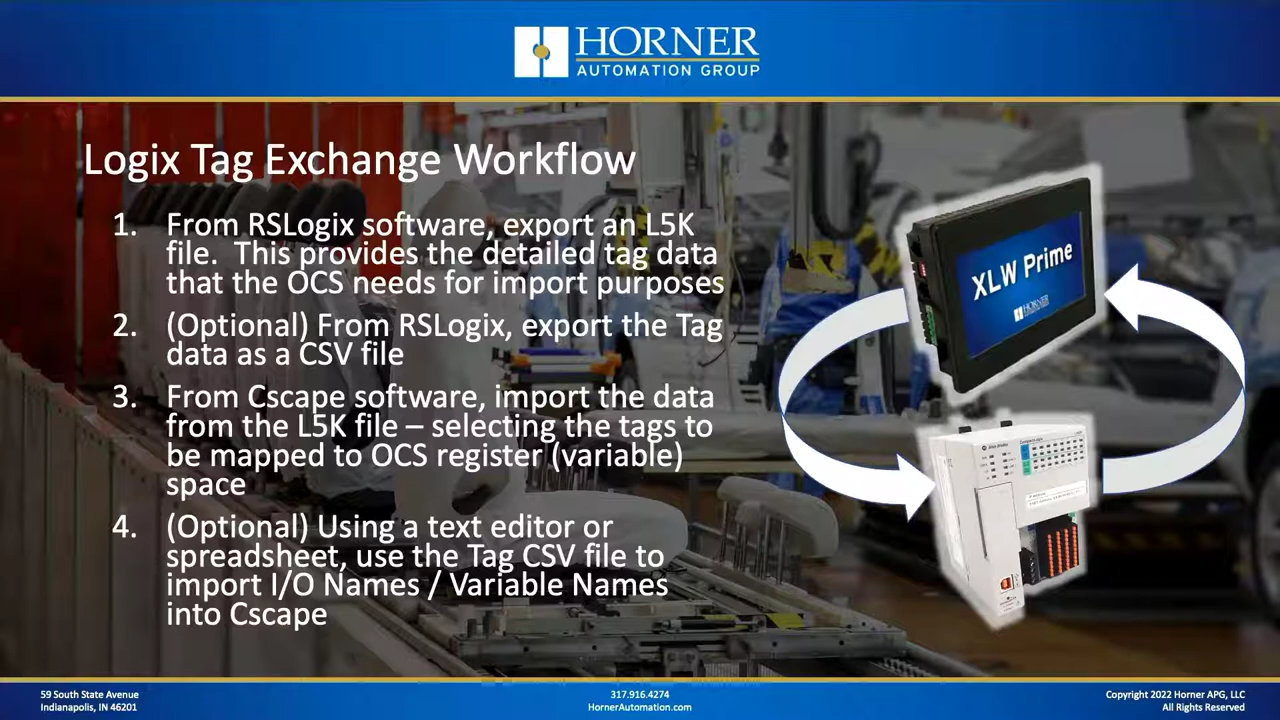 HORNER
AUTOMATION GROUP
Logix Tag Exchange Workflow
1. From RSLogix software, export an L5K
file.  This provides the detailed tag data
that the OCS needs for import purposes
2. (Optional) From RSLogix, export the Tag
data as a CSV file
3. From Cscape software, import the data
from the L5K file – selecting the tags to
be mapped to OCS register (variable)
space
4. (Optional) Using a text editor or
spreadsheet, use the Tag CSV file to
import I/O Names / Variable Names
into Cscape
XLW Prime
HORNER
59 South State Avenue
Indianapolis, IN 46201
317.916.4274
HornerAutomation.com
Copyright 2022 Horner APG, LLC
All Rights Reserved